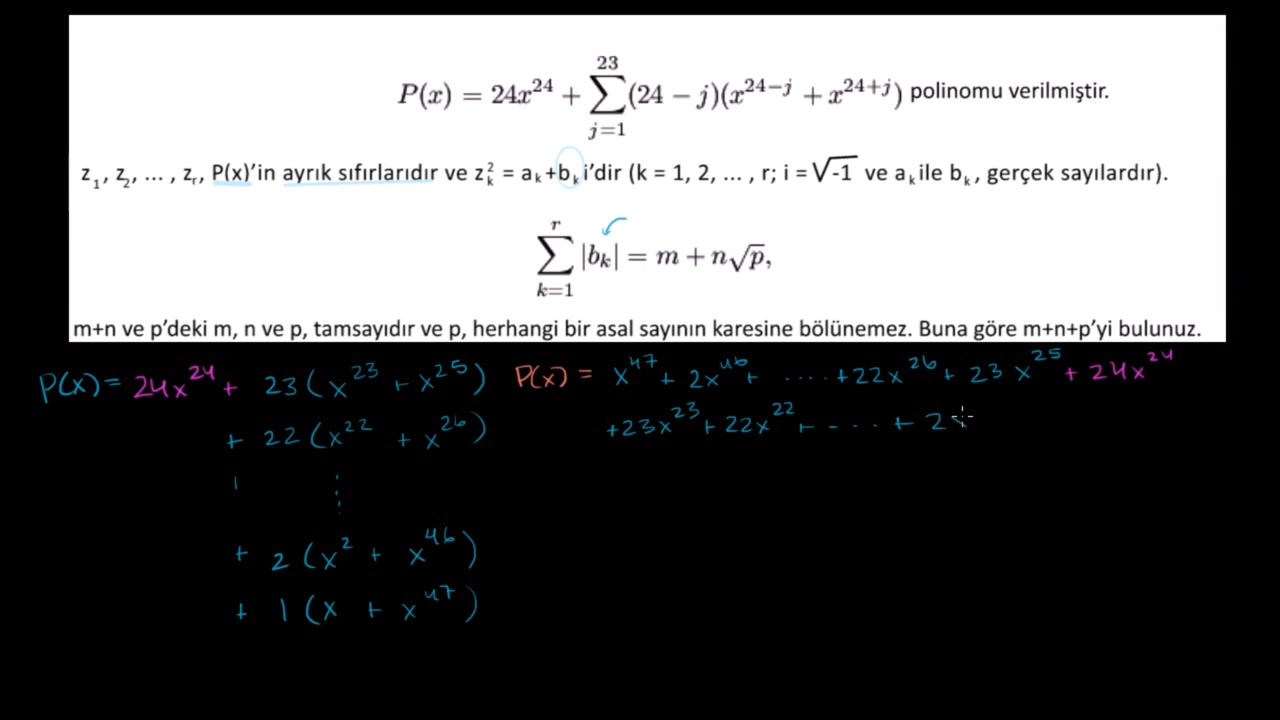 P(x) = 24x^24 + \sum_{j=1}^{23} (24 − j)(x^{24−j} + x^{24+j}) polinomu verilmiştir.
z_1, z_2, ... , z_r, P(x)'in ayrık sıfırlarıdır ve z_k^2 = a_k+b_k i'dir (k = 1, 2, ... , r; i = √-1 ve a_k ile b_k, gerçek sayılardır).
\sum_{k=1}^{r} |b_k| = m + n√p,
m+n ve p'deki m, n ve p, tamsayıdır ve p, herhangi bir asal sayının karesine bölünemez. Buna göre m+n+p'yi bulunuz.
P(x) = 24x^24 + 23(x^23 + x^25)
+ 22(x^22 + x^26)
+ 2(x^2 + x^46)
+ 1(x + x^47)
P(x) = x^47 + 2x^46 + ....+22x^26 + 23x^25 + 24x^24
+23x^23 + 22x^22 + - ... + 2